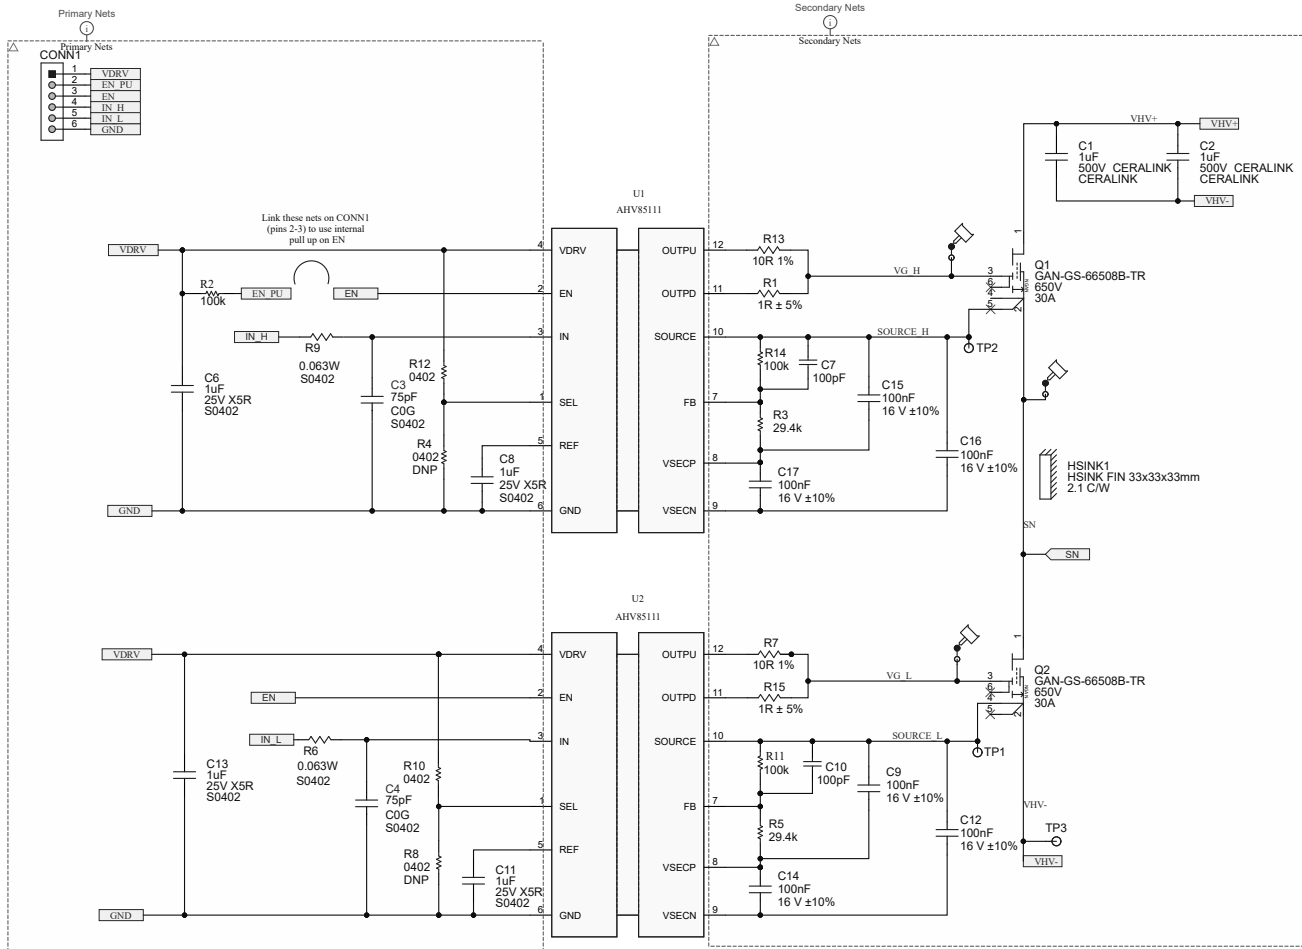 Primary Nets
i
Primary Nets
Secondary Nets
i
Secondary Nets
CONN1
1 VDRV
2 EN_PU
3 EN
4 IN_H
5 IN_L
6 GND
Link these nets on CONN1
(pins 2-3) to use internal
pull up on EN
VDRV
R2
100k
EN_PU
EN
IN_H
R9
0.063W
S0402
C6
1uF
25V X5R
S0402
C3
75pF
C0G
S0402
R12
0402
R4
0402
DNP
C8
1uF
25V X5R
S0402
GND
U1
AHV85111
4 VDRV
2 EN
3 IN
1 SEL
5 REF
6 GND
OUTPU 12
OUTPD 11
SOURCE 10
FB 7
VSECP 8
VSECN 9
R13
10R 1%
R1
1R ± 5%
VG_H
SOURCE_H
TP2
R14
100k
C7
100pF
R3
29.4k
C15
100nF
16 V ±10%
C17
100nF
16 V ±10%
C16
100nF
16 V ±10%
VHV+
VHV+
C1
1uF
500V CERALINK
CERALINK
C2
1uF
500V CERALINK
CERALINK
VHV-
1
3
6
4
5
2
Q1
GAN-GS-66508B-TR
650V
30A
HSINK1
HSINK FIN 33x33x33mm
2.1 C/W
SN
SN
VDRV
EN
IN_L
R6
0.063W
S0402
C13
1uF
25V X5R
S0402
C4
75pF
C0G
S0402
R10
0402
R8
0402
DNP
C11
1uF
25V X5R
S0402
GND
U2
AHV85111
4 VDRV
2 EN
3 IN
1 SEL
5 REF
6 GND
OUTPU 12
OUTPD 11
SOURCE 10
FB 7
VSECP 8
VSECN 9
R7
10R 1%
R15
1R ± 5%
VG_L
SOURCE_L
TP1
R11
100k
C10
100pF
R5
29.4k
C9
100nF
16 V ±10%
C14
100nF
16 V ±10%
C12
100nF
16 V ±10%
1
3
6
4
5
2
Q2
GAN-GS-66508B-TR
650V
30A
VHV-
TP3
VHV-